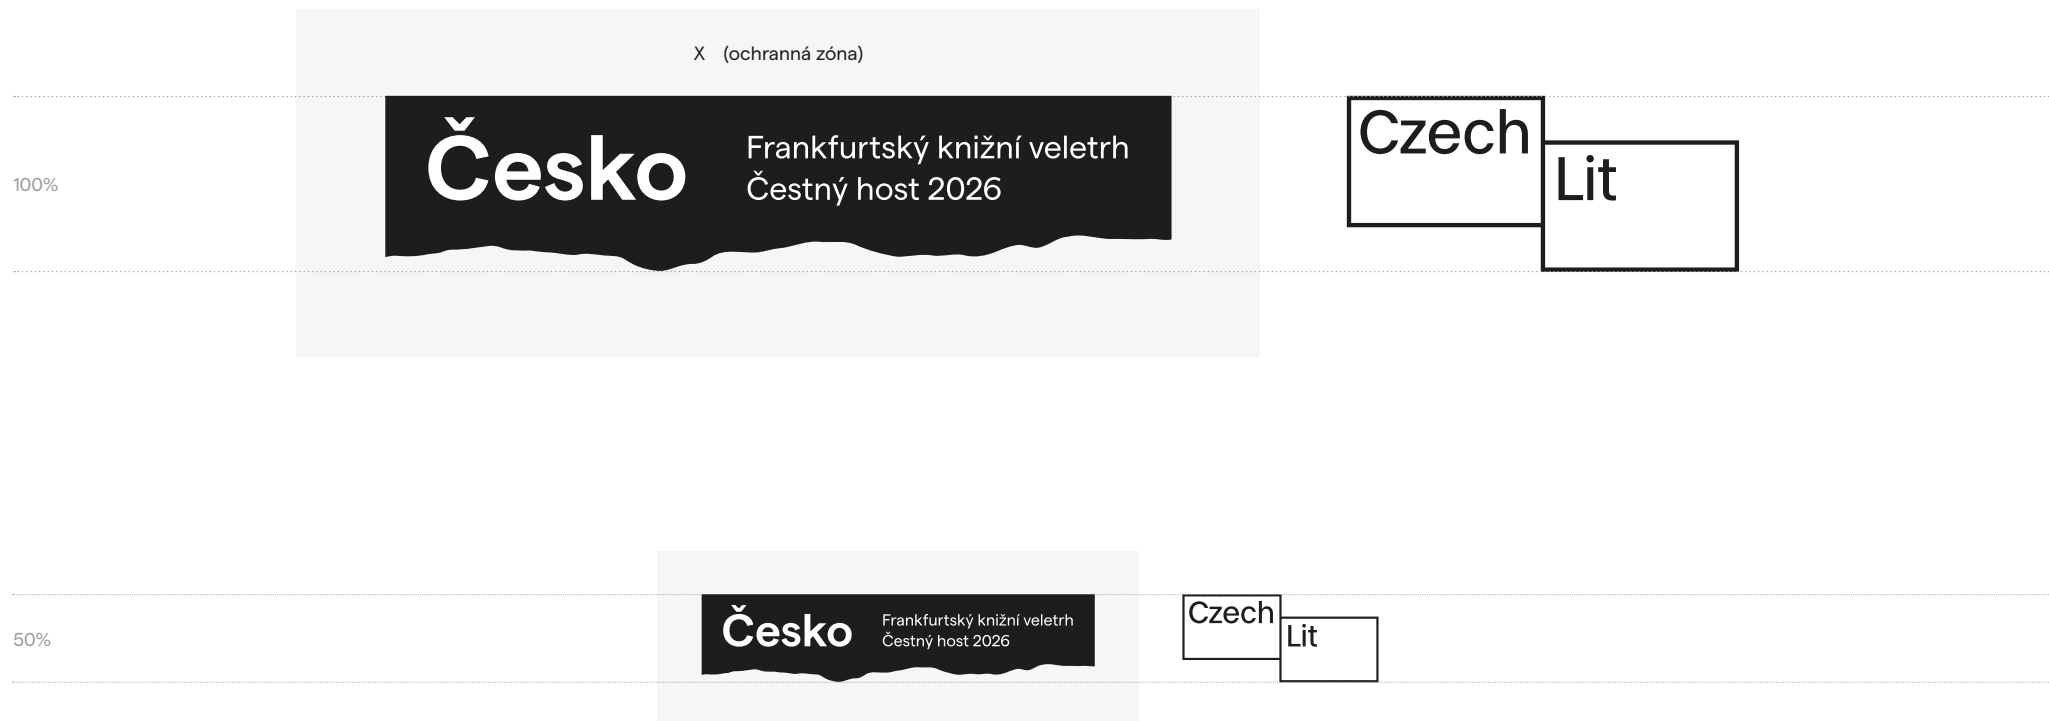 X (ochranná zóna)
100%
Česko
Frankfurtský knižní veletrh
Čestný host 2026
Czech
Lit
50%
Česko
Frankfurtský knižní veletrh
Čestný host 2026
Czech
Lit